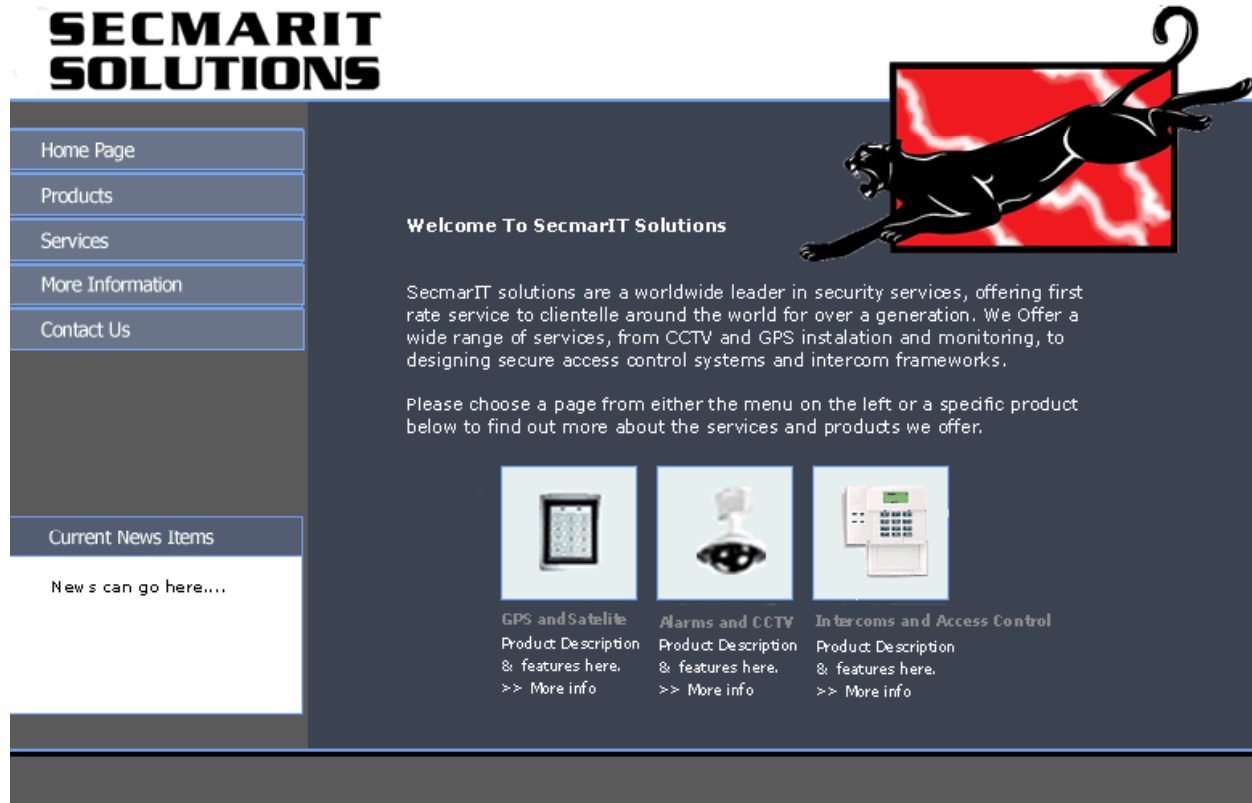 SECMARIT
SOLUTIONS
Home Page
Products
Services
More Information
Contact Us
Welcome To SecmarIT Solutions
SecmarIT solutions are a worldwide leader in security services, offering first
rate service to clientelle around the world for over a generation. We Offer a
wide range of services, from CCTV and GPS instalation and monitoring, to
designing secure access control systems and intercom frameworks.
Please choose a page from either the menu on the left or a specific product
below to find out more about the services and products we offer.
Current News Items
News can go here....
GPS and Satelite
Product Description
& features here.
>> More info
Alarms and CCTV
Product Description
& features here.
>> More info
Intercoms and Access Control
Product Description
& features here.
>> More info